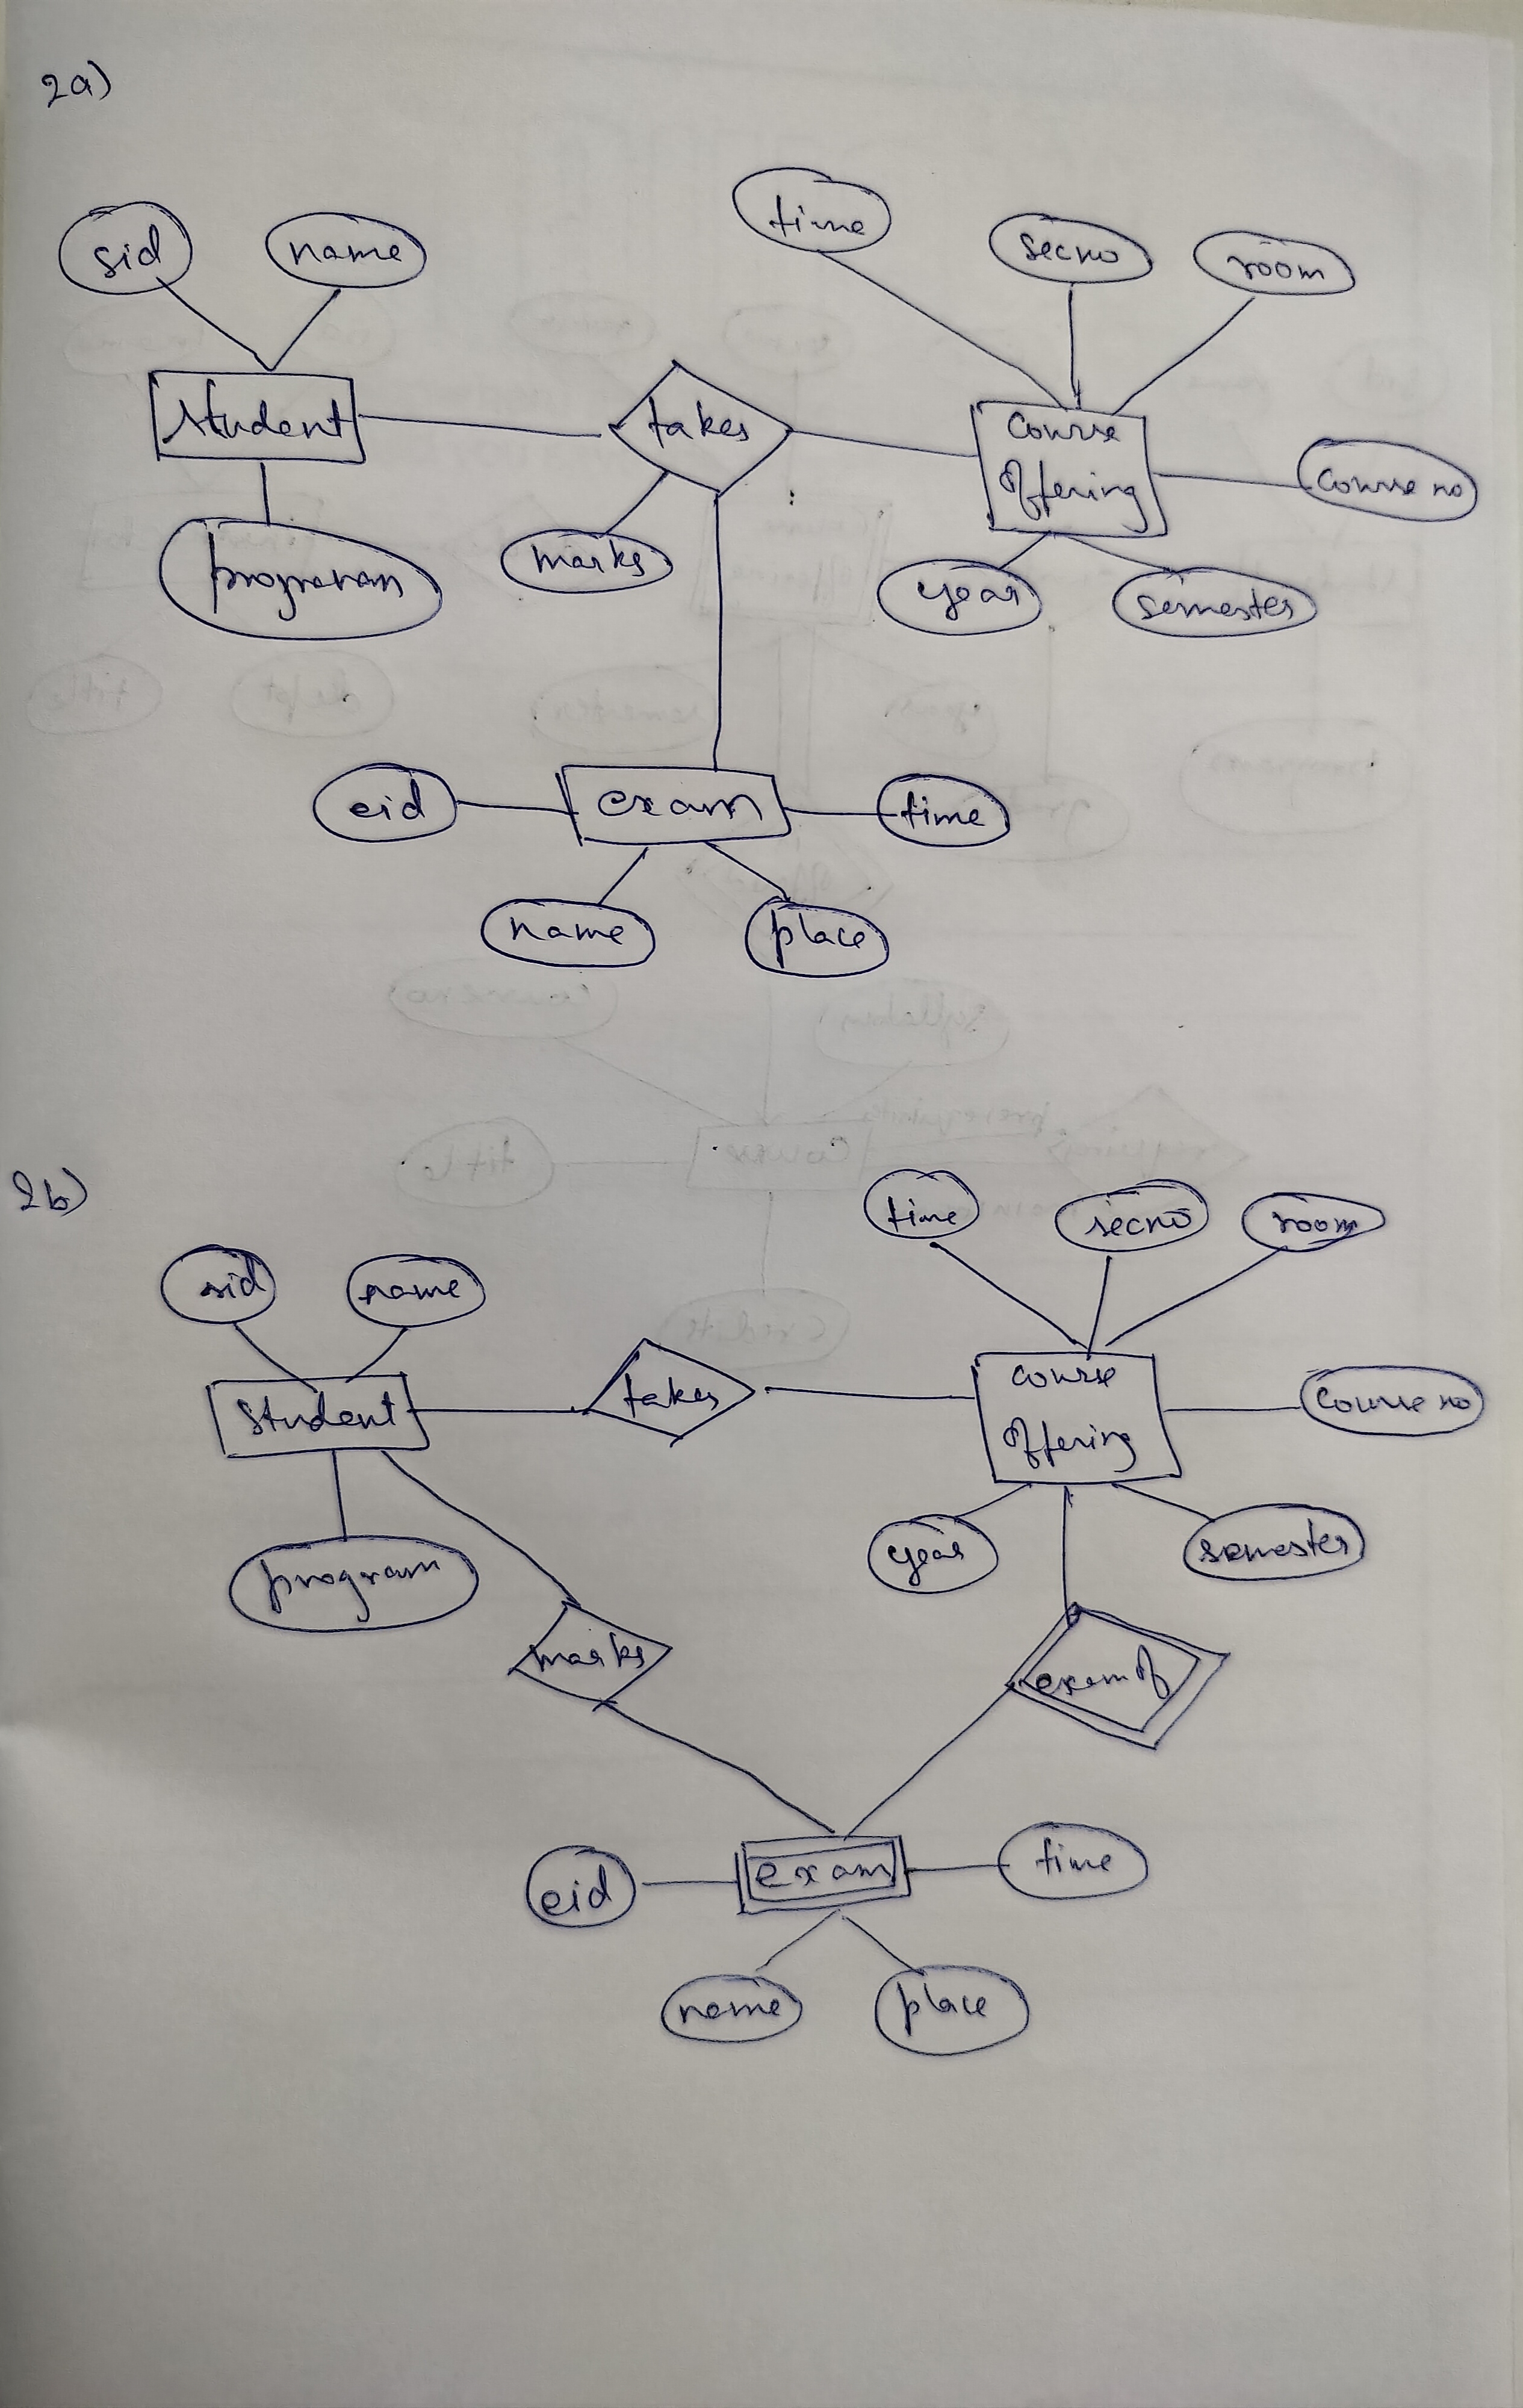 2a)
time
sid
name
secno
room
student
takes
course
offering
course no
marks
program
year
semester
eid
exam
time
name
place
2b)
time
secno
room
sid
name
student
takes
course
offering
course no
program
year
semester
marks
exam of
eid
exam
time
name
place